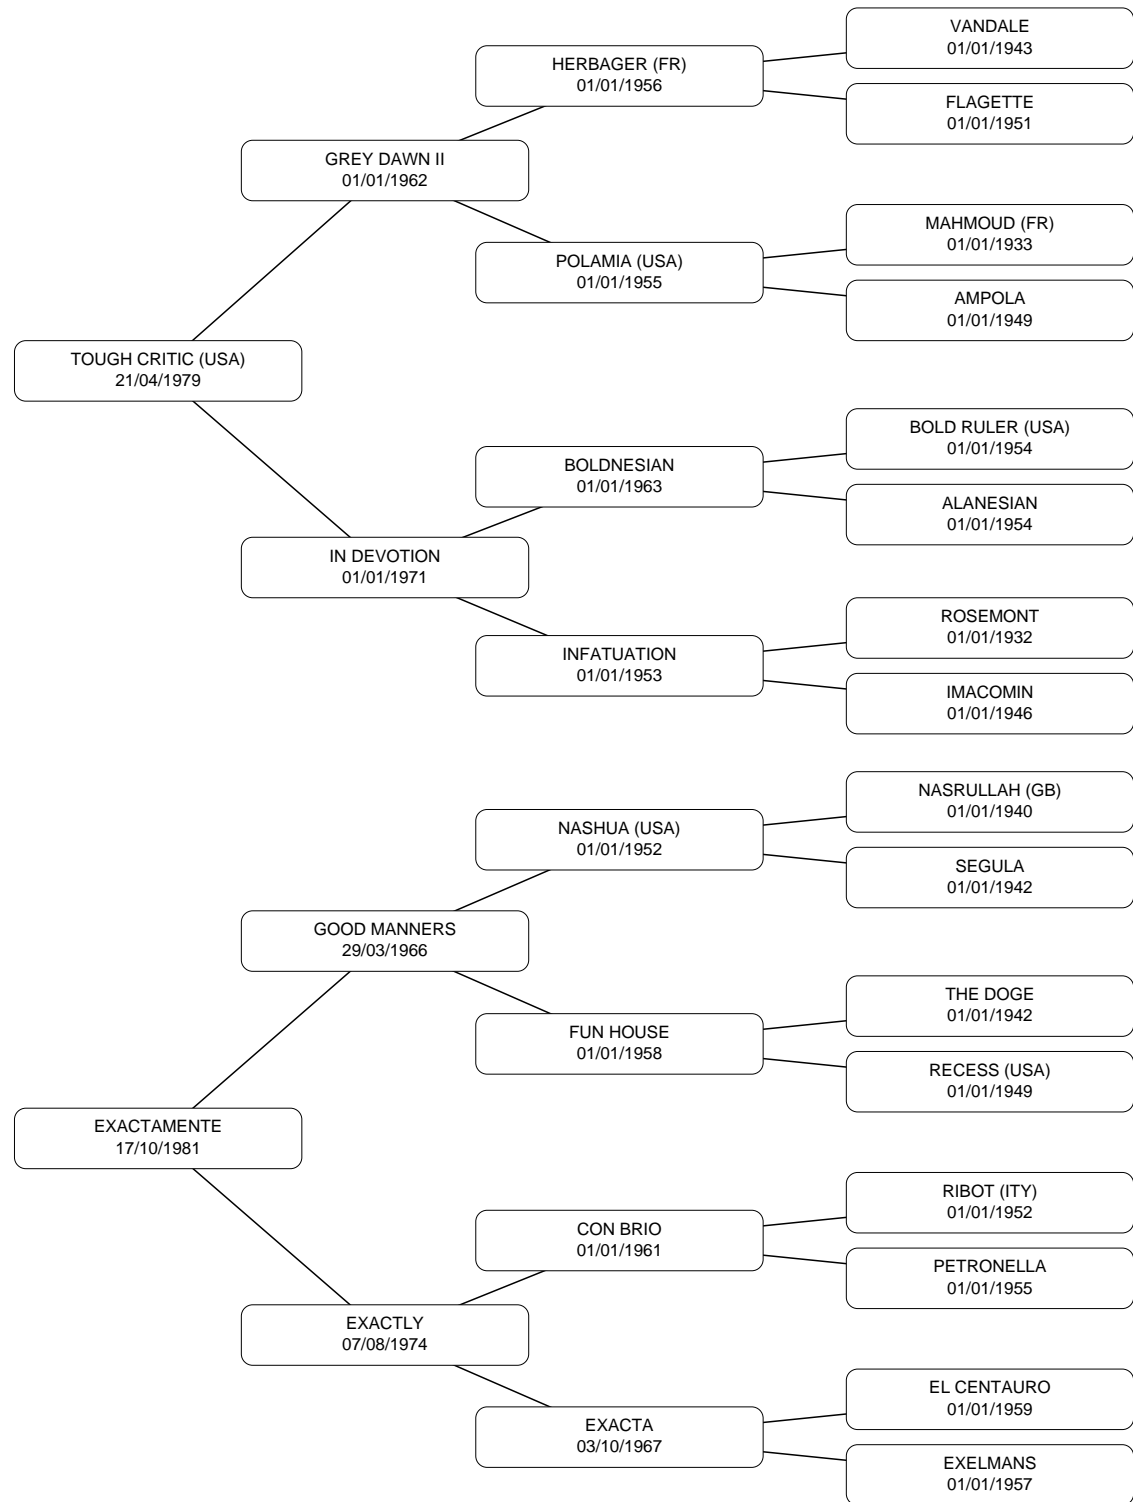 VANDALE
01/01/1943
HERBAGER (FR)
01/01/1956
FLAGETTE
01/01/1951
GREY DAWN II
01/01/1962
MAHMOUD (FR)
01/01/1933
POLAMIA (USA)
01/01/1955
AMPOLA
01/01/1949
TOUGH CRITIC (USA)
21/04/1979
BOLD RULER (USA)
01/01/1954
BOLDNESIAN
01/01/1963
ALANESIAN
01/01/1954
IN DEVOTION
01/01/1971
ROSEMONT
01/01/1932
INFATUATION
01/01/1953
IMACOMIN
01/01/1946
NASRULLAH (GB)
01/01/1940
NASHUA (USA)
01/01/1952
SEGULA
01/01/1942
GOOD MANNERS
29/03/1966
THE DOGE
01/01/1942
FUN HOUSE
01/01/1958
RECESS (USA)
01/01/1949
EXACTAMENTE
17/10/1981
RIBOT (ITY)
01/01/1952
CON BRIO
01/01/1961
PETRONELLA
01/01/1955
EXACTLY
07/08/1974
EL CENTAURO
01/01/1959
EXACTA
03/10/1967
EXELMANS
01/01/1957